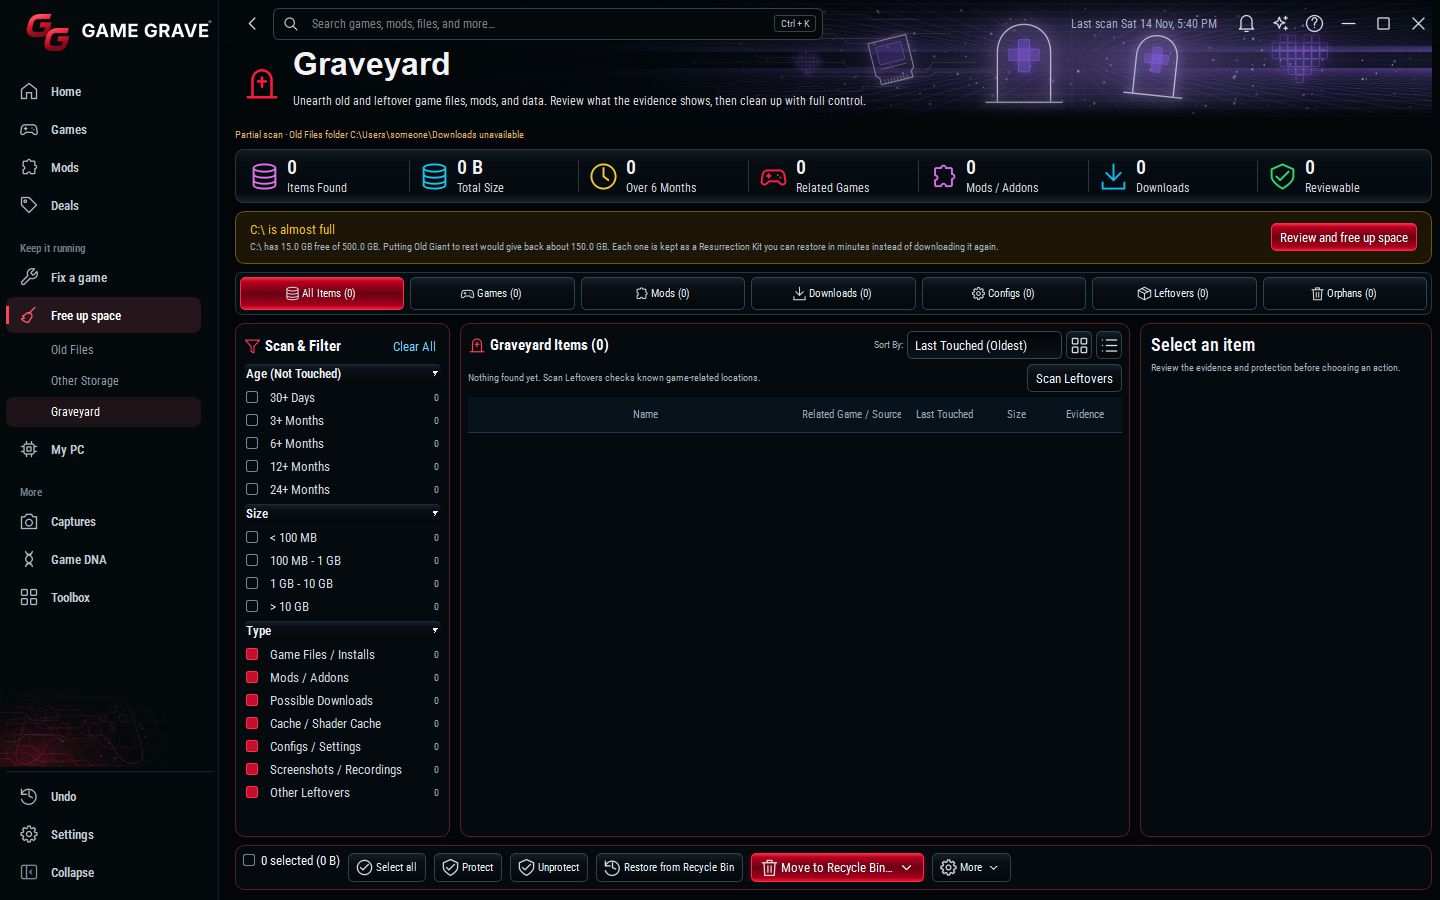 GAME GRAVE
Search games, mods, files, and more...
Ctrl + K
Last scan Sat 14 Nov, 5:40 PM
Home
Games
Mods
Deals
Keep it running
Fix a game
Free up space
Old Files
Other Storage
Graveyard
My PC
More
Captures
Game DNA
Toolbox
Undo
Settings
Collapse
Graveyard
Unearth old and leftover game files, mods, and data. Review what the evidence shows, then clean up with full control.
Partial scan · Old Files folder C:\Users\someone\Downloads unavailable
0
Items Found
0 B
Total Size
0
Over 6 Months
0
Related Games
0
Mods / Addons
0
Downloads
0
Reviewable
C:\ is almost full
C:\ has 15.0 GB free of 500.0 GB. Putting Old Giant to rest would give back about 150.0 GB. Each one is kept as a Resurrection Kit you can restore in minutes instead of downloading it again.
Review and free up space
All Items (0)
Games (0)
Mods (0)
Downloads (0)
Configs (0)
Leftovers (0)
Orphans (0)
Scan & Filter
Clear All
Age (Not Touched)
30+ Days 0
3+ Months 0
6+ Months 0
12+ Months 0
24+ Months 0
Size
< 100 MB 0
100 MB - 1 GB 0
1 GB - 10 GB 0
> 10 GB 0
Type
Game Files / Installs 0
Mods / Addons 0
Possible Downloads 0
Cache / Shader Cache 0
Configs / Settings 0
Screenshots / Recordings 0
Other Leftovers 0
Graveyard Items (0)
Sort By:
Last Touched (Oldest)
Nothing found yet. Scan Leftovers checks known game-related locations.
Scan Leftovers
Name
Related Game / Source
Last Touched
Size
Evidence
Select an item
Review the evidence and protection before choosing an action.
0 selected (0 B)
Select all
Protect
Unprotect
Restore from Recycle Bin
Move to Recycle Bin...
More